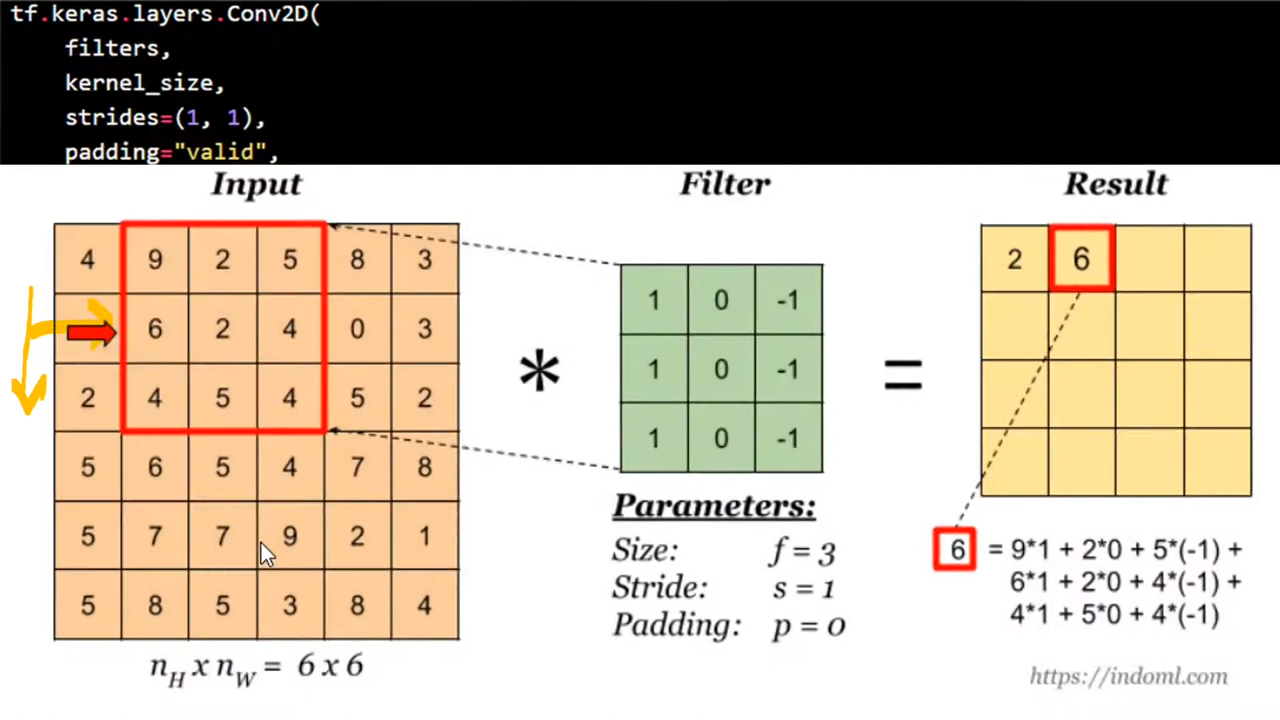 tf.keras.layers.Conv2D(
filters,
kernel_size,
strides=(1, 1),
padding="valid",
Input
Filter
Result
4 9 2 5 8 3
6 2 4 0 3
2 4 5 4 5 2
5 6 5 4 7 8
5 7 7 9 2 1
5 8 5 3 8 4
n_H x n_W = 6 x 6
*
1 0 -1
1 0 -1
1 0 -1
Parameters:
Size: f = 3
Stride: s = 1
Padding: p = 0
=
2 6
6 = 9*1 + 2*0 + 5*(-1) +
6*1 + 2*0 + 4*(-1) +
4*1 + 5*0 + 4*(-1)
https://indoml.com